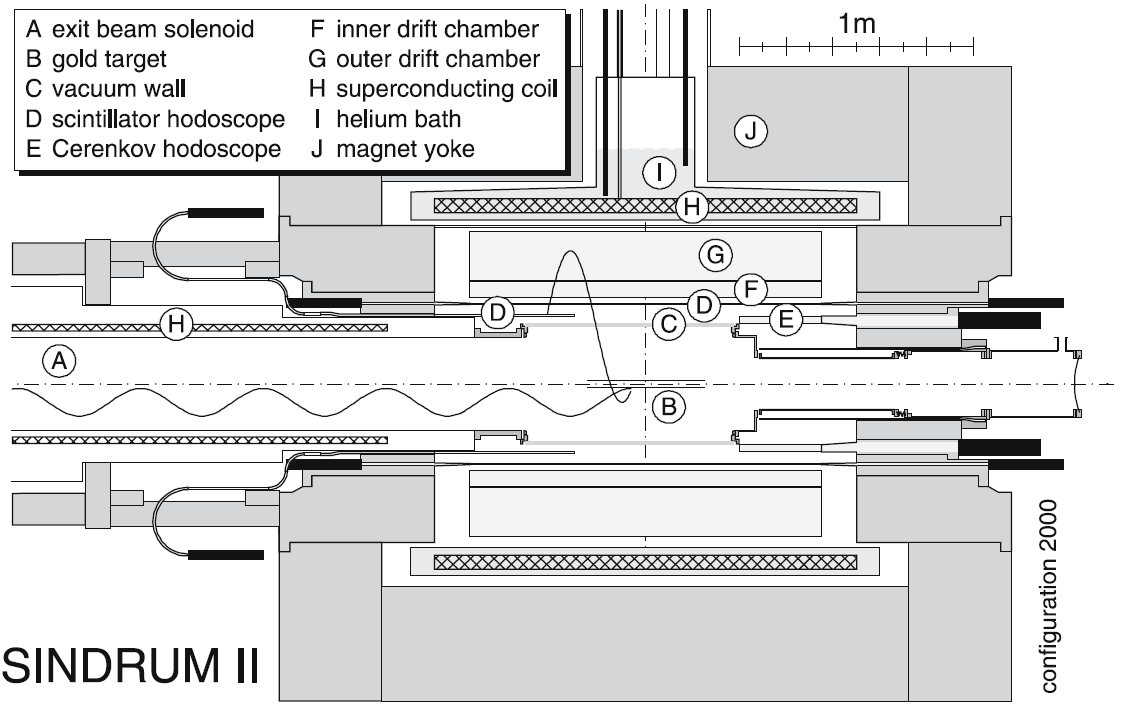 A exit beam solenoid F inner drift chamber
B gold target G outer drift chamber
C vacuum wall H superconducting coil
D scintillator hodoscope I helium bath
E Cerenkov hodoscope J magnet yoke
1m
J
I
H
G
F
D
D
C
E
H
A
B
configuration 2000
SINDRUM II